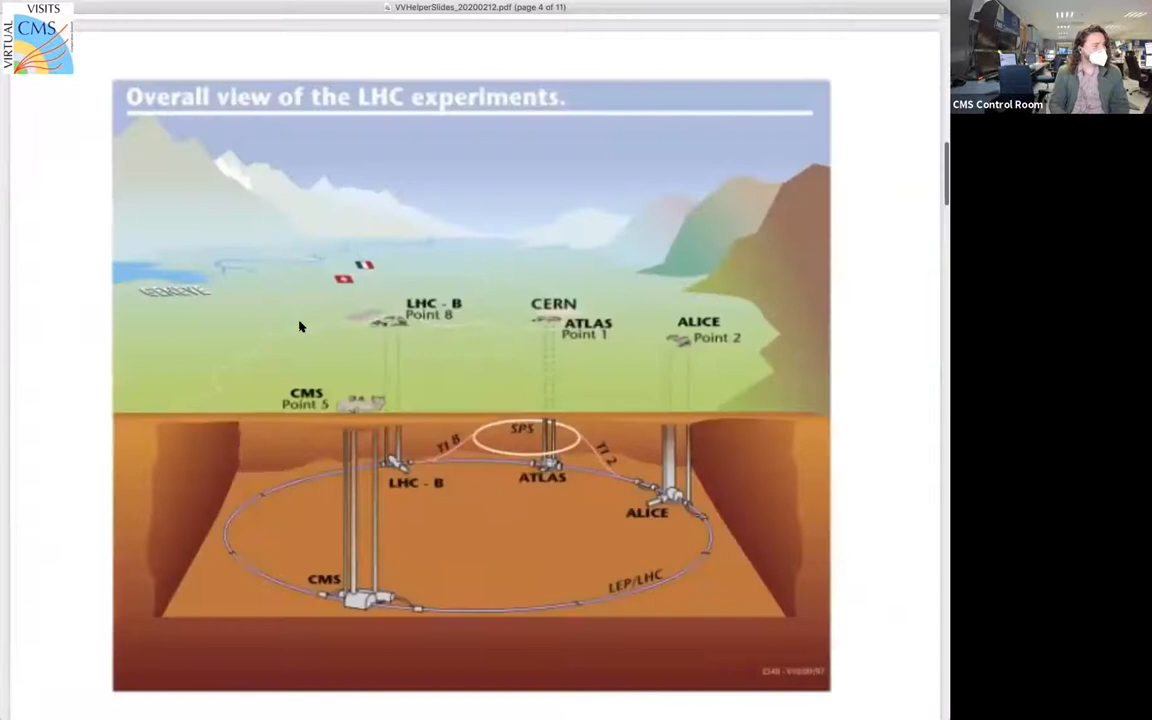 VVHelperSlides_20200212.pdf (page 4 of 11)
VIRTUAL
VISITS
CMS
CMS Control Room
Overall view of the LHC experiments.
LHC - B
Point 8
CERN
ATLAS
Point 1
ALICE
Point 2
CMS
Point 5
SPS
TI 8
TI 2
LHC - B
ATLAS
ALICE
CMS
LEP/LHC